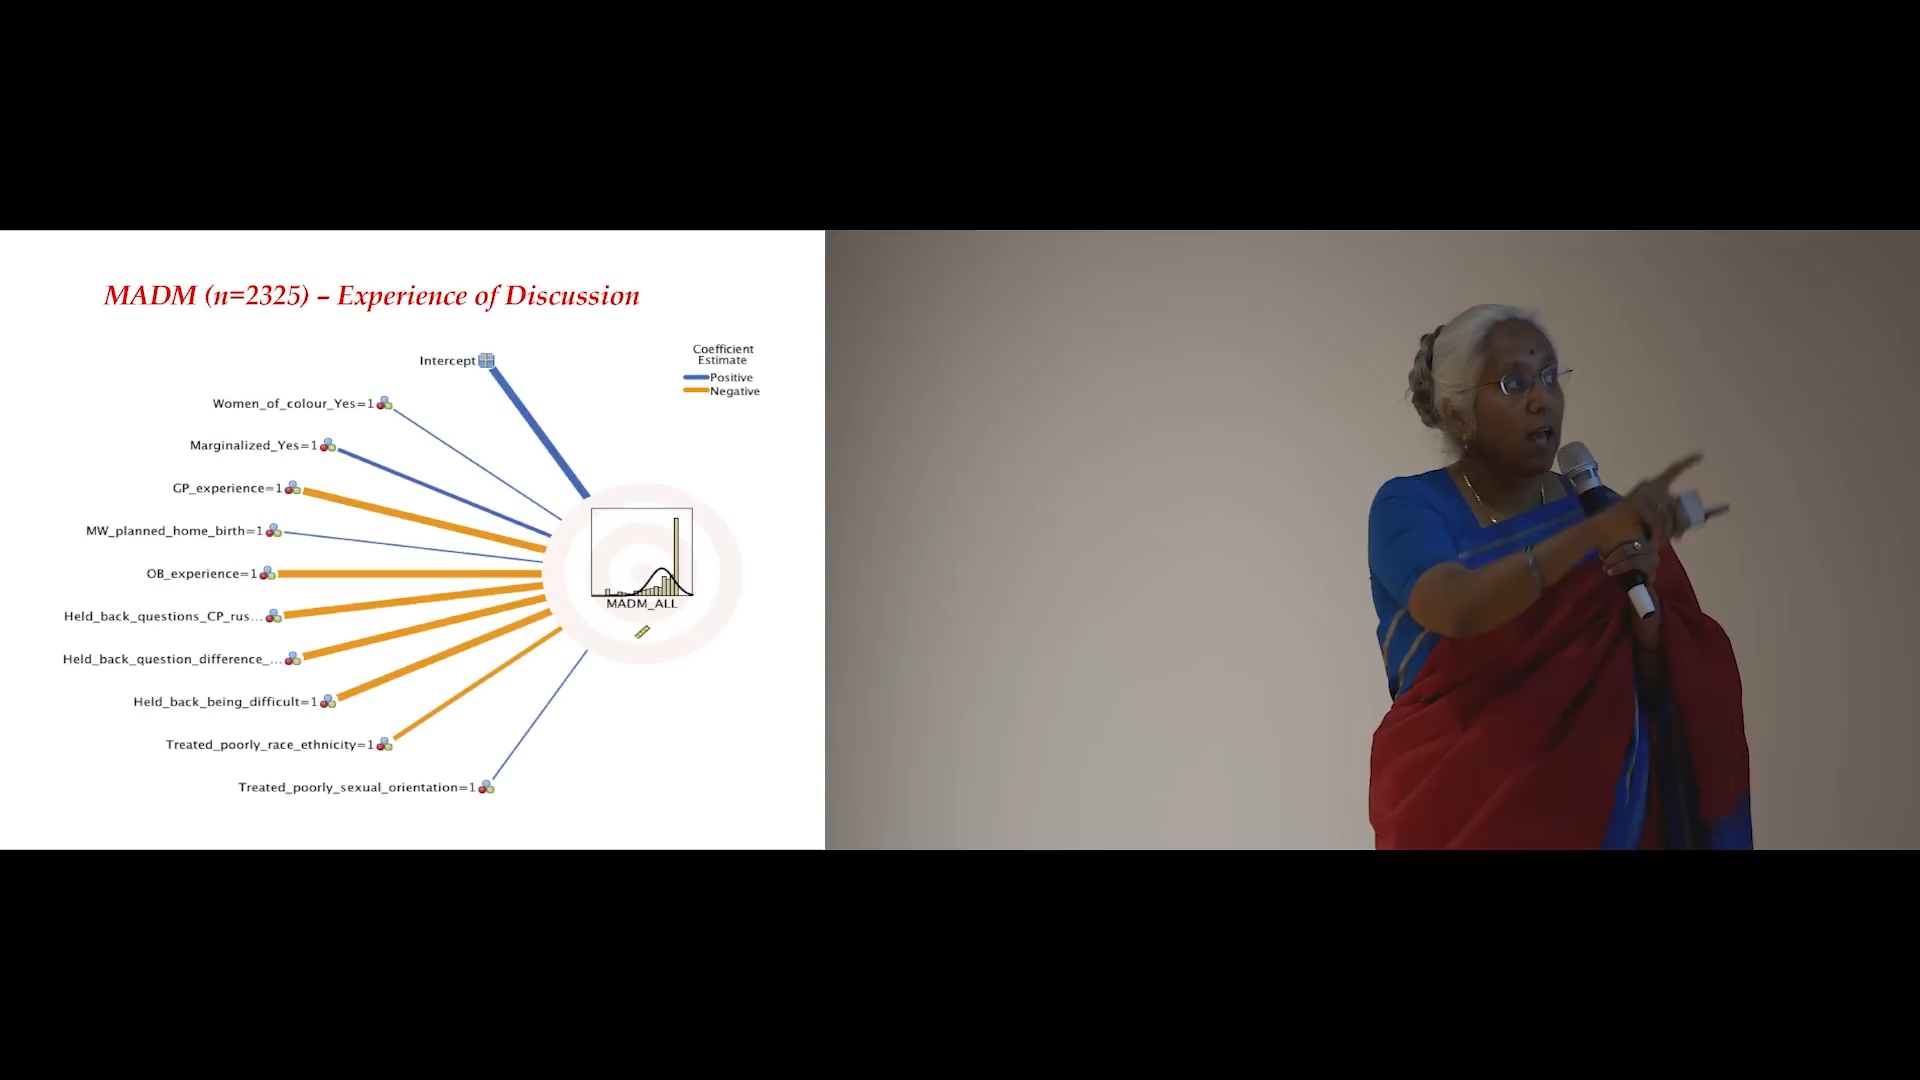 MADM (n=2325) – Experience of Discussion
Coefficient
Estimate
Positive
Negative
Intercept
Women_of_colour_Yes=1
Marginalized_Yes=1
GP_experience=1
MW_planned_home_birth=1
OB_experience=1
Held_back_questions_CP_rus...
Held_back_question_difference_...
Held_back_being_difficult=1
Treated_poorly_race_ethnicity=1
Treated_poorly_sexual_orientation=1
MADM_ALL